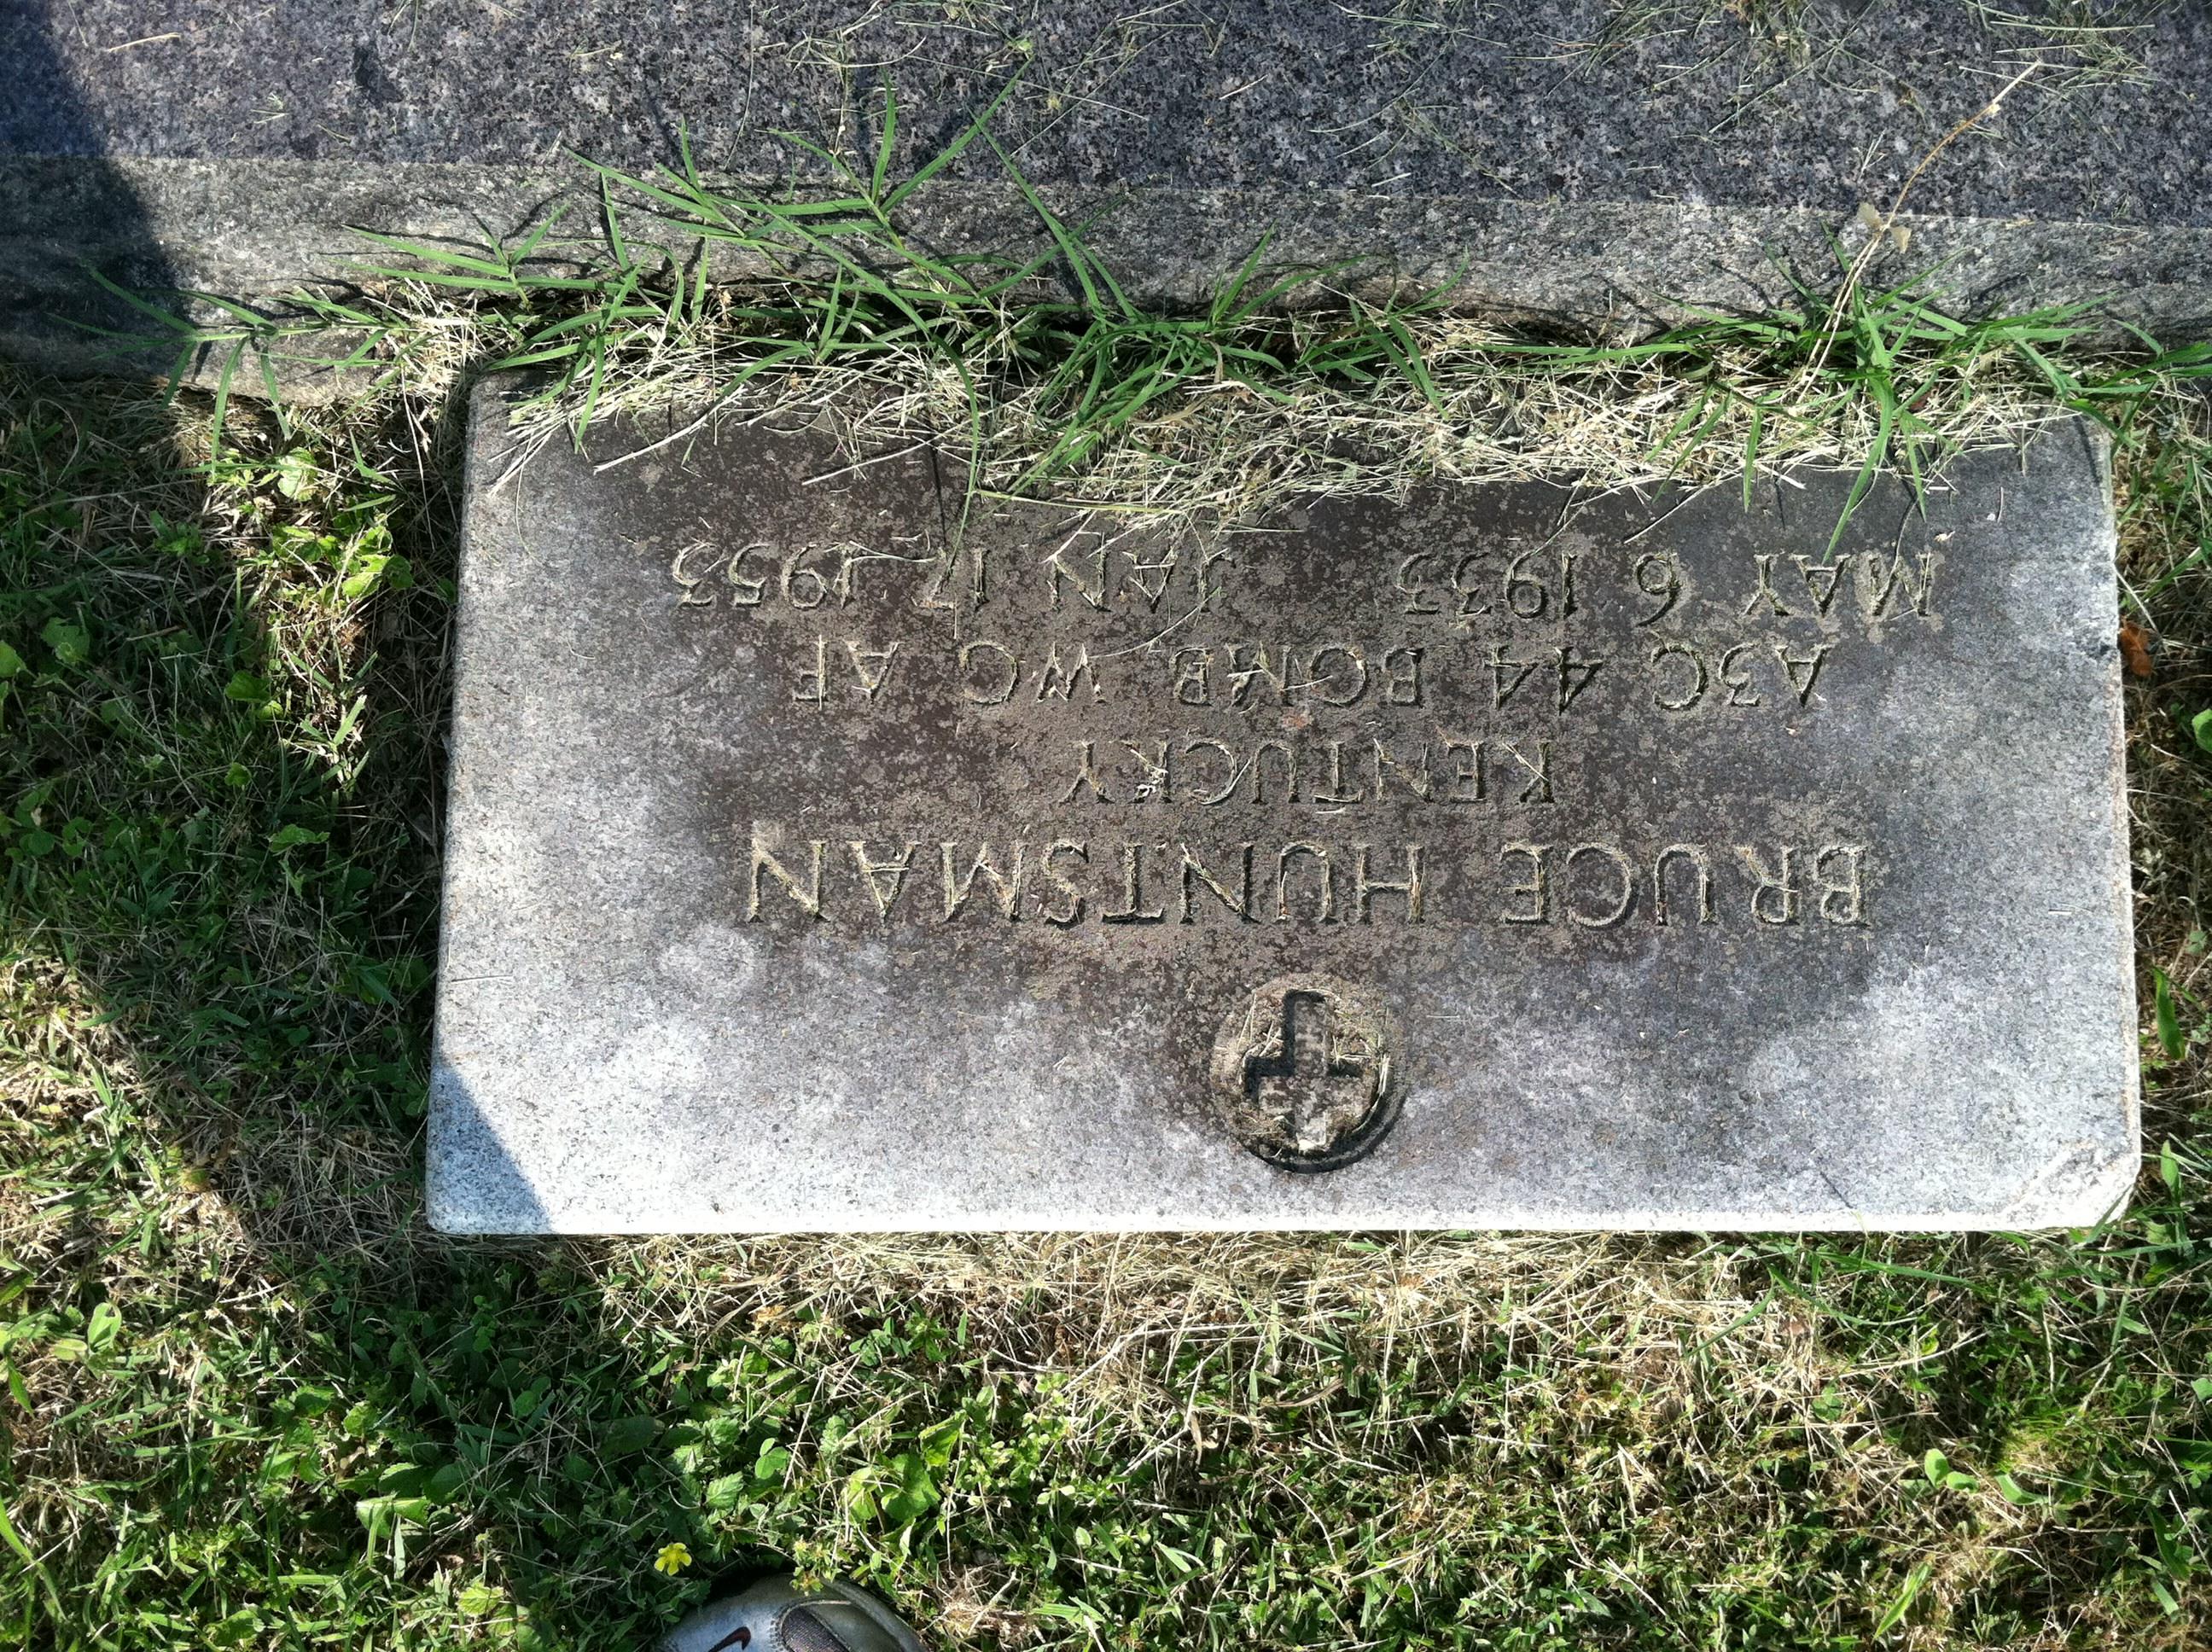 BRUCE HUNTSMAN
KENTUCKY
A3C 44 BOMB WG AF
MAY 6 1933 JAN 17 1953